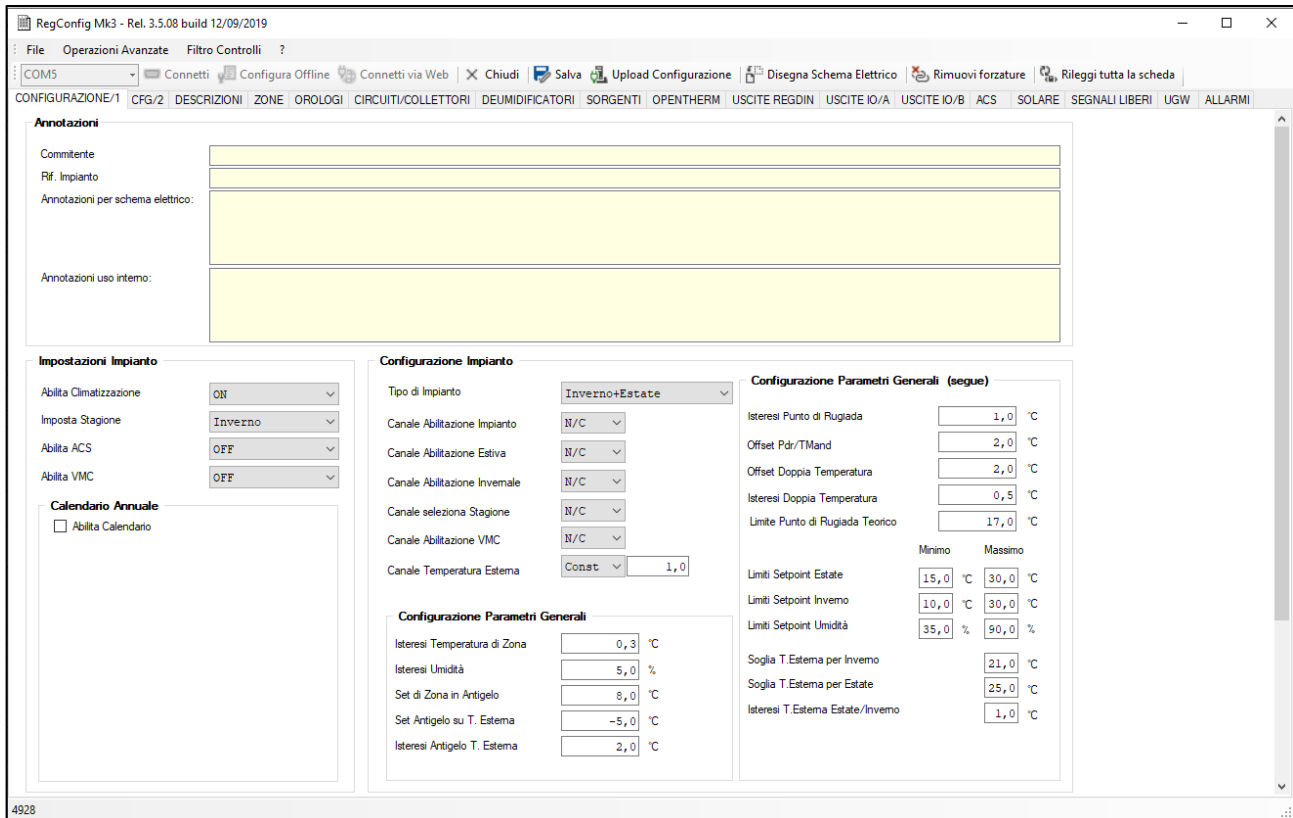 RegConfig Mk3 - Rel. 3.5.08 build 12/09/2019
File Operazioni Avanzate Filtro Controlli ?
COM5 Connetti Configura Offline Connetti via Web Chiudi Salva Upload Configurazione Disegna Schema Elettrico Rimuovi forzature Rileggi tutta la scheda
CONFIGURAZIONE/1 CFG/2 DESCRIZIONI ZONE OROLOGI CIRCUITI/COLLETTORI DEUMIDIFICATORI SORGENTI OPENTHERM USCITE REGDIN USCITE IO/A USCITE IO/B ACS SOLARE SEGNALI LIBERI UGW ALLARMI
Annotazioni
Commitente
Rif. Impianto
Annotazioni per schema elettrico:
Annotazioni uso interno:
Impostazioni Impianto
Abilita Climatizzazione ON
Imposta Stagione Inverno
Abilita ACS OFF
Abilita VMC OFF
Calendario Annuale
Abilita Calendario
Configurazione Impianto
Tipo di Impianto Inverno+Estate
Canale Abilitazione Impianto N/C
Canale Abilitazione Estiva N/C
Canale Abilitazione Invernale N/C
Canale seleziona Stagione N/C
Canale Abilitazione VMC N/C
Canale Temperatura Esterna Const 1,0
Configurazione Parametri Generali
Isteresi Temperatura di Zona 0,3 °C
Isteresi Umidità 5,0 %
Set di Zona in Antigelo 8,0 °C
Set Antigelo su T. Esterna -5,0 °C
Isteresi Antigelo T. Esterna 2,0 °C
Configurazione Parametri Generali (segue)
Isteresi Punto di Rugiada 1,0 °C
Offset Pdr/TMand 2,0 °C
Offset Doppia Temperatura 2,0 °C
Isteresi Doppia Temperatura 0,5 °C
Limite Punto di Rugiada Teorico 17,0 °C
Minimo Massimo
Limiti Setpoint Estate 15,0 °C 30,0 °C
Limiti Setpoint Inverno 10,0 °C 30,0 °C
Limiti Setpoint Umidità 35,0 % 90,0 %
Soglia T.Esterna per Inverno 21,0 °C
Soglia T.Esterna per Estate 25,0 °C
Isteresi T.Esterna Estate/Inverno 1,0 °C
4928